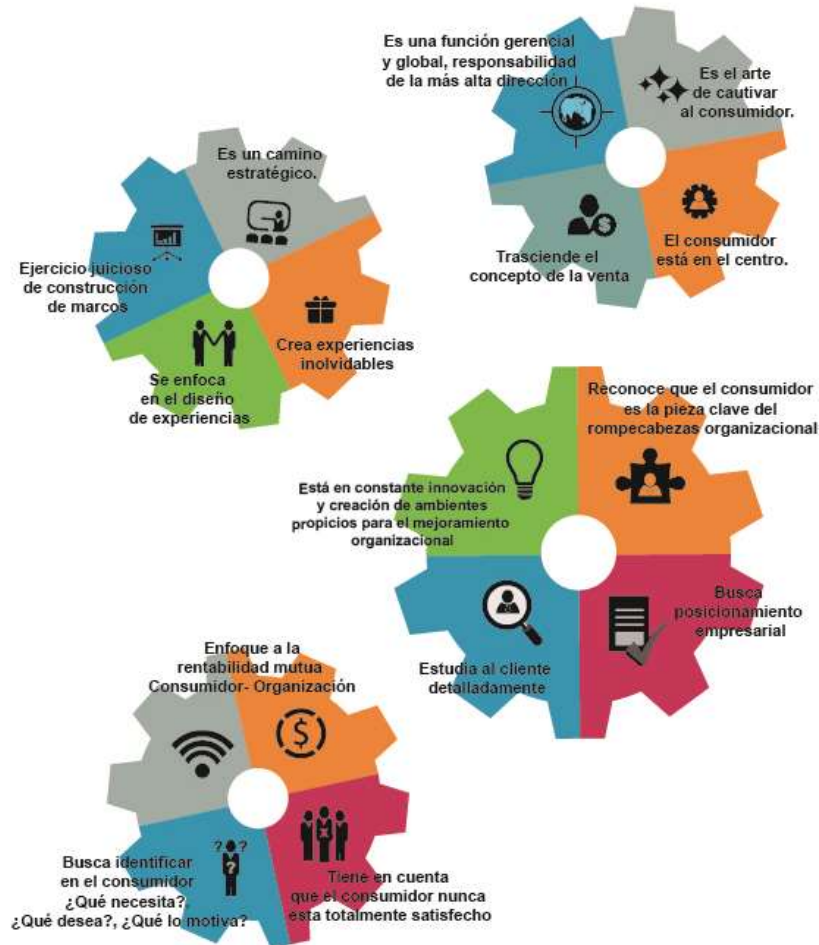 Es una función gerencial
y global, responsabilidad
de la más alta dirección
Es el arte
de cautivar
al consumidor.
Trasciende el
concepto de la venta
El consumidor
está en el centro.
Es un camino
estratégico.
Ejercicio juicioso
de construcción
de marcos
Crea experiencias
inolvidables
Se enfoca
en el diseño
de experiencias
Reconoce que el consumidor
es la pieza clave del
rompecabezas organizacional
Está en constante innovación
y creación de ambientes
propicios para el mejoramiento
organizacional
Busca
posicionamiento
empresarial
Estudia al cliente
detalladamente
Enfoque a la
rentabilidad mutua
Consumidor- Organización
$
? ?
?
Busca identificar
en el consumidor
¿Qué necesita?,
¿Qué desea?, ¿Qué lo motiva?
Tiene en cuenta
que el consumidor nunca
esta totalmente satisfecho